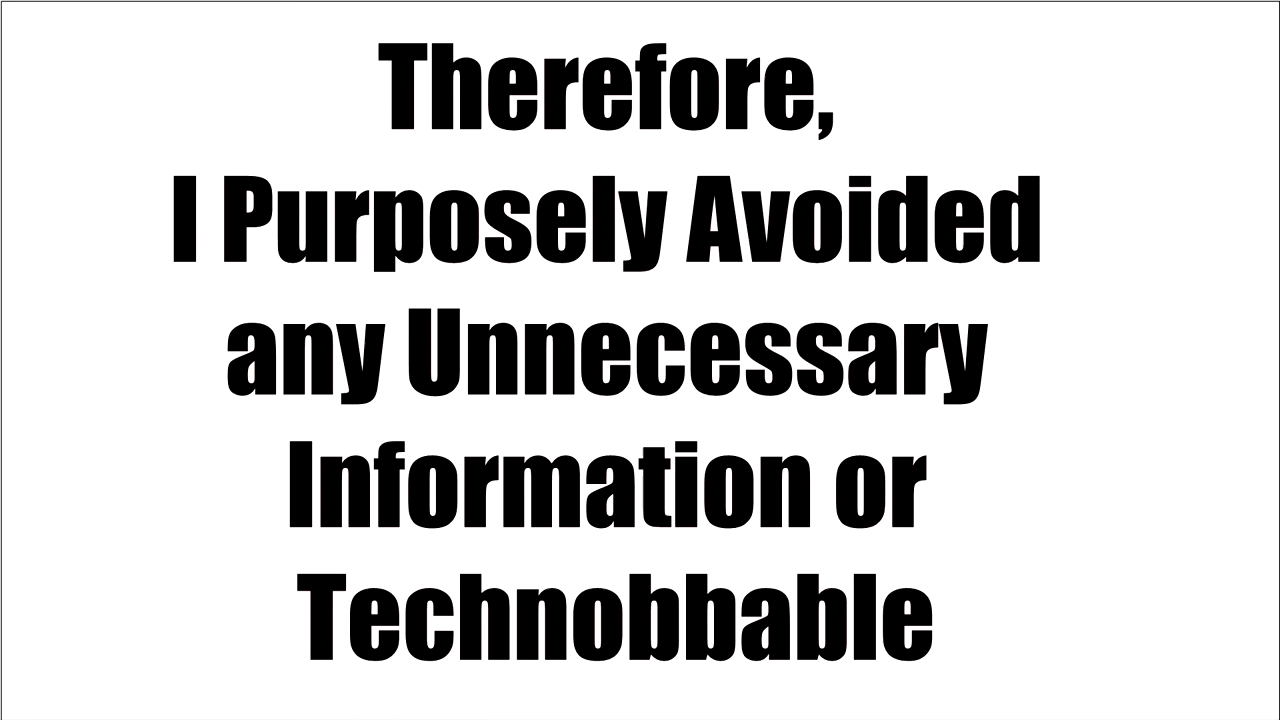 Therefore,
I Purposely Avoided
any Unnecessary
Information or
Technobbable